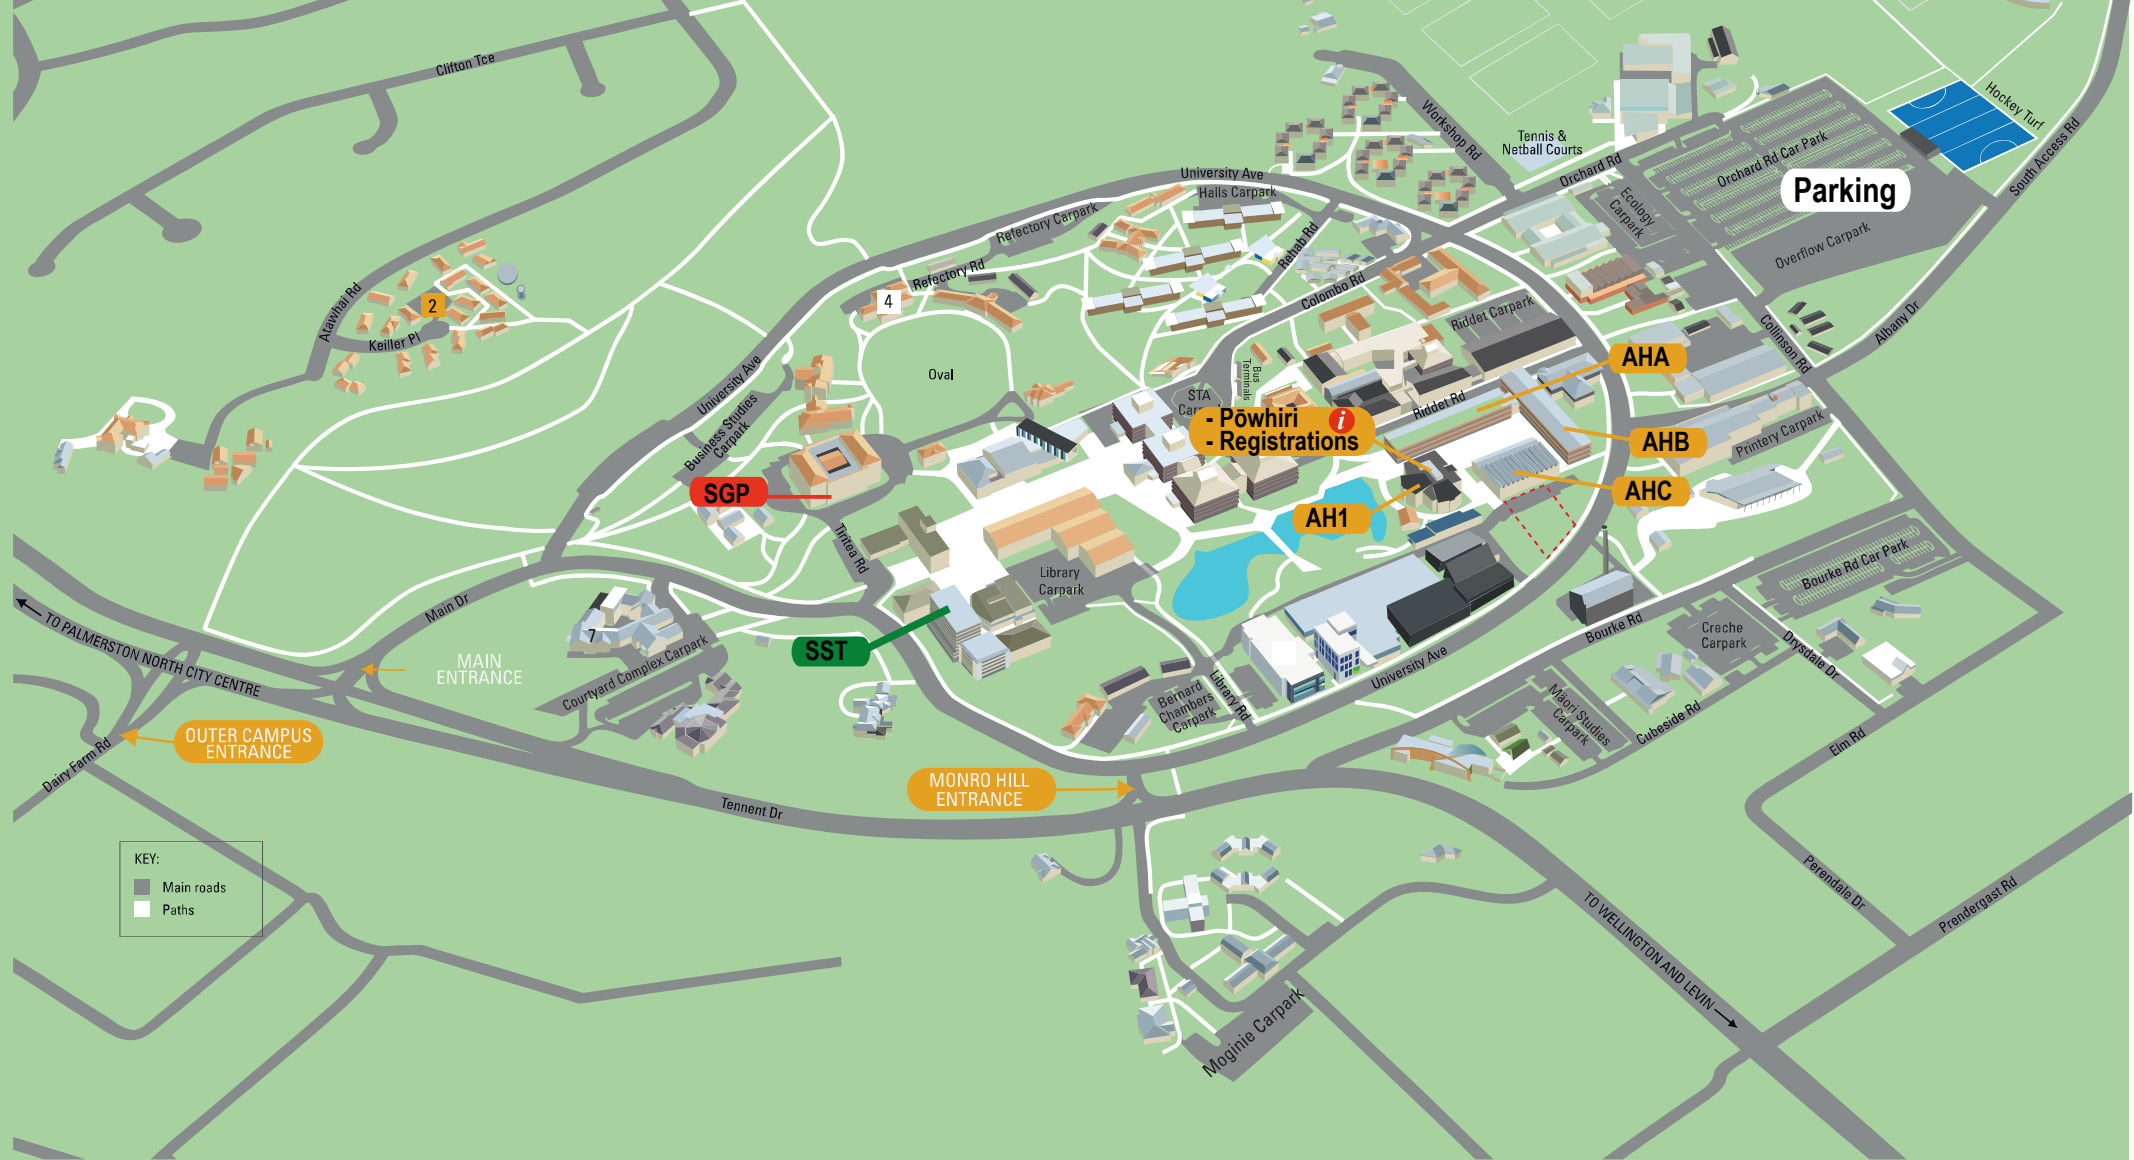 Clifton Tce
Hockey Turf
Workshop Rd
Tennis &
Netball Courts
Orchard Rd
Orchard Rd Car Park
South Access Rd
Parking
University Ave
Halls Carpark
Ecology
Carpark
Refectory Carpark
Overflow Carpark
Rehab Rd
Refectory Rd
Colombo Rd
4
2
Atawhai Rd
Keiller Pl
Riddet Carpark
Albany Dr
Collinson Rd
AHA
Oval
Bus
Terminals
University Ave
STA
Riddet Rd
- Pōwhiri i
- Registrations
Business Studies
Carpark
Printery Carpark
AHB
SGP
AHC
AH1
Tiritea Rd
Library
Carpark
Bourke Rd Car Park
Main Dr
TO PALMERSTON NORTH CITY CENTRE
7
Bourke Rd
Creche
Carpark
Drysdale Dr
SST
MAIN
ENTRANCE
Courtyard Complex Carpark
University Ave
Library Rd
Bernard
Chambers
Carpark
Māori Studies
Carpark
Cubeside Rd
Elm Rd
OUTER CAMPUS
ENTRANCE
Dairy Farm Rd
MONRO HILL
ENTRANCE
Tennent Dr
KEY:
Main roads
Paths
Perendale Dr
Prendergast Rd
TO WELLINGTON AND LEVIN
Moginie Carpark